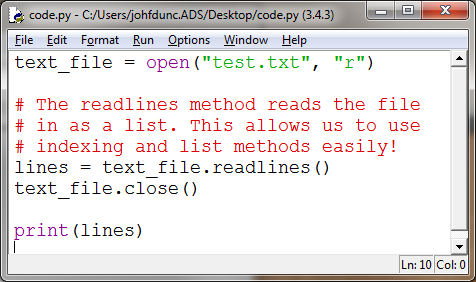 code.py - C:/Users/johfdunc.ADS/Desktop/code.py (3.4.3)
File Edit Format Run Options Window Help
text_file = open("test.txt", "r")
# The readlines method reads the file
# in as a list. This allows us to use
# indexing and list methods easily!
lines = text_file.readlines()
text_file.close()
print(lines)
Ln: 10 Col: 0